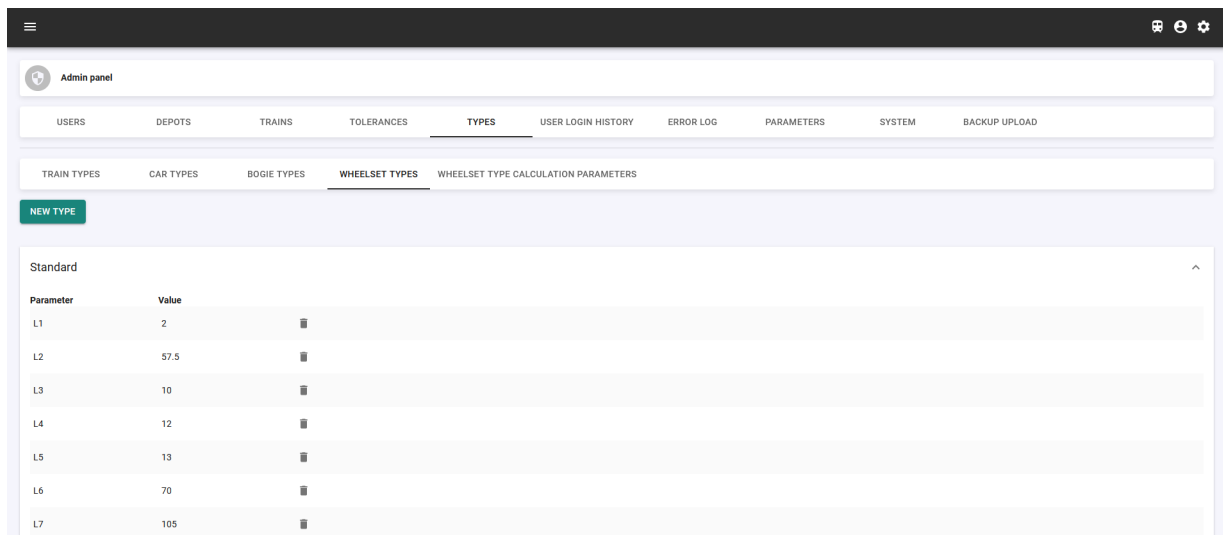 Admin panel
USERS DEPOTS TRAINS TOLERANCES TYPES USER LOGIN HISTORY ERROR LOG PARAMETERS SYSTEM BACKUP UPLOAD
TRAIN TYPES CAR TYPES BOGIE TYPES WHEELSET TYPES WHEELSET TYPE CALCULATION PARAMETERS
NEW TYPE
Standard
Parameter Value
L1 2
L2 57.5
L3 10
L4 12
L5 13
L6 70
L7 105